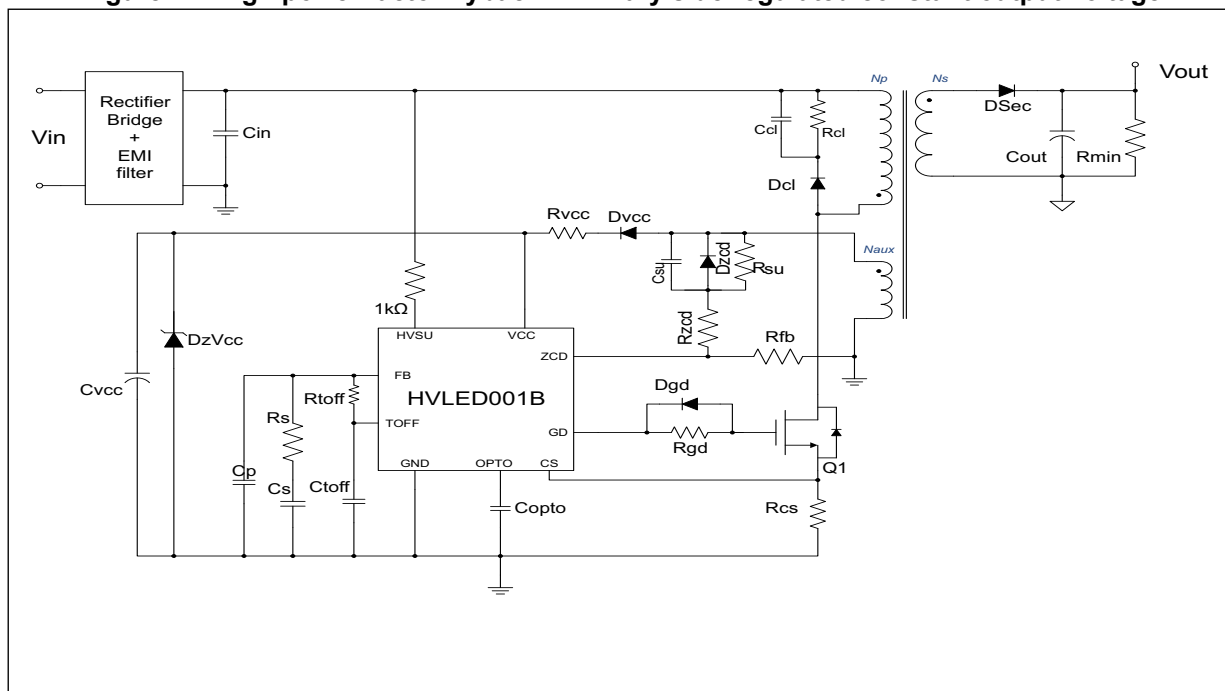 Vin
Rectifier
Bridge
+
EMI
filter
Cin
Ccl
Rcl
Dcl
Np
Ns
DSec
Vout
Cout
Rmin
Rvcc
Dvcc
Csu
Dzcd
Rsu
Naux
1kΩ
Rzcd
Rfb
DzVcc
Cvcc
HVSU
VCC
ZCD
FB
HVLED001B
TOFF
GD
GND
OPTO
CS
Rtoff
Rs
Cp
Cs
Ctoff
Copto
Dgd
Rgd
Q1
Rcs